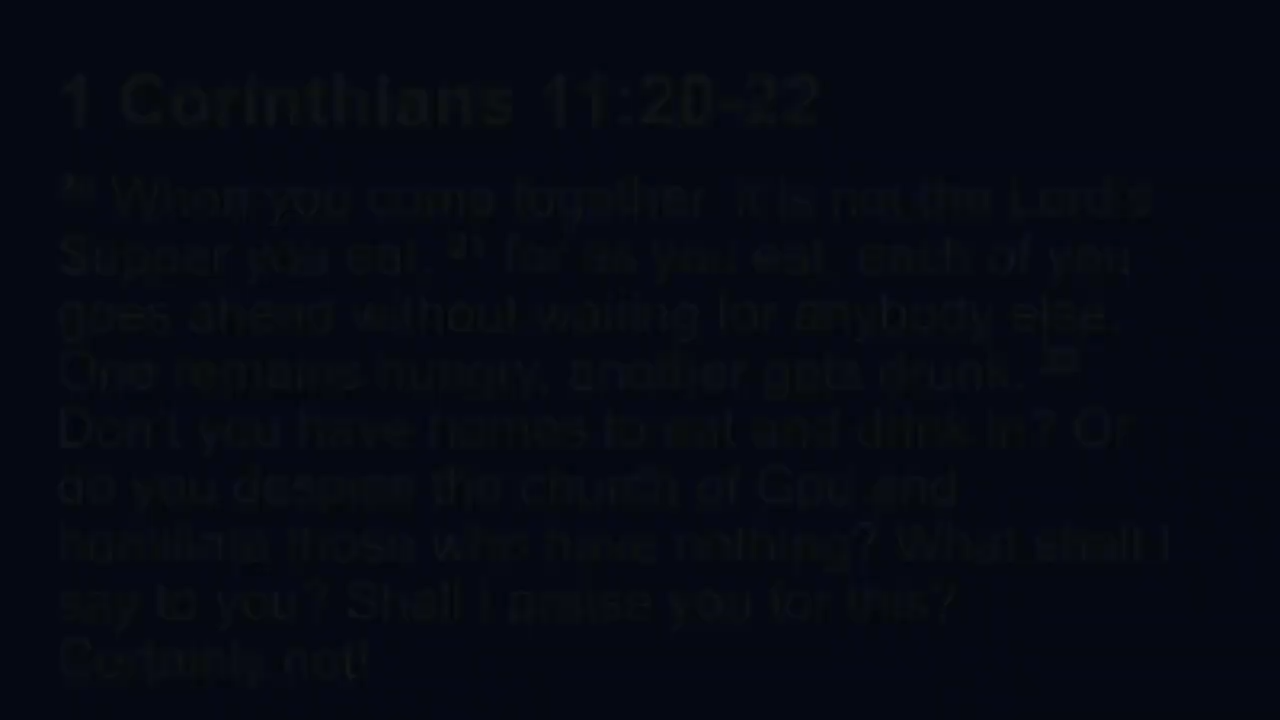 1 Corinthians 11:20-22
20 When you come together, it is not the Lord's
Supper you eat, 21 for as you eat, each of you
goes ahead without waiting for anybody else.
One remains hungry, another gets drunk. 22
Don't you have homes to eat and drink in? Or
do you despise the church of God and
humiliate those who have nothing? What shall I
say to you? Shall I praise you for this?
Certainly not!